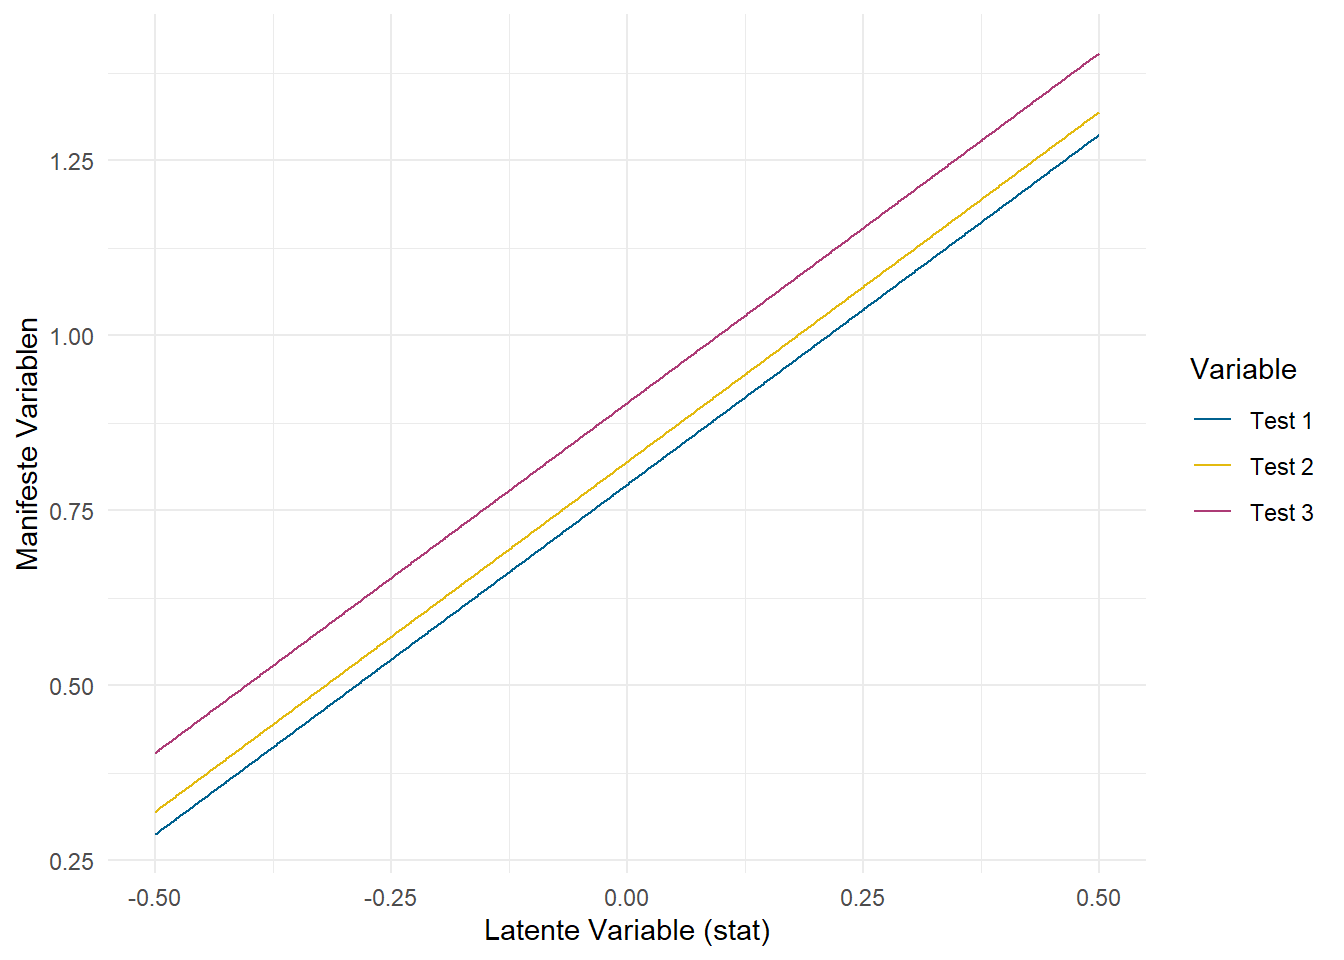 Manifeste Variablen
1.25
1.00
0.75
0.50
0.25
-0.50
-0.25
0.00
0.25
0.50
Latente Variable (stat)
Variable
Test 1
Test 2
Test 3